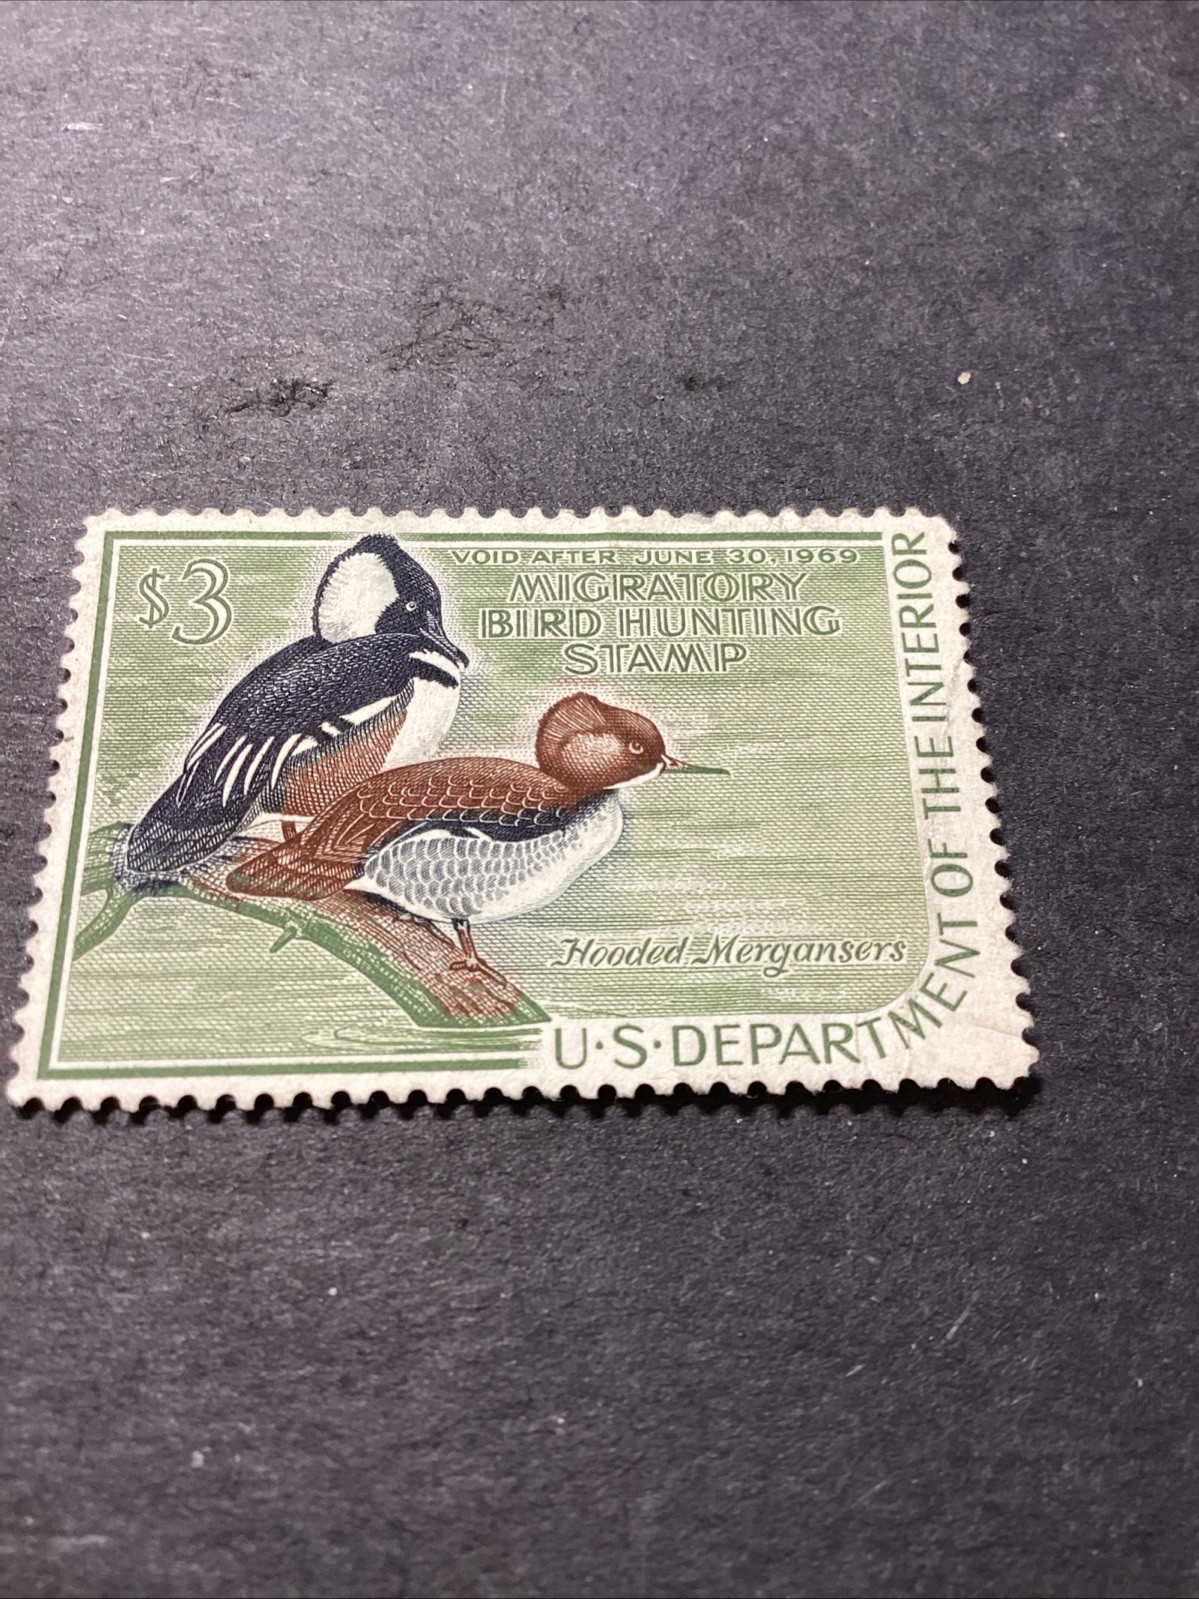 $3
VOID AFTER JUNE 30, 1969
MIGRATORY
BIRD HUNTING
STAMP
Hooded Mergansers
U·S·DEPARTMENT OF THE INTERIOR